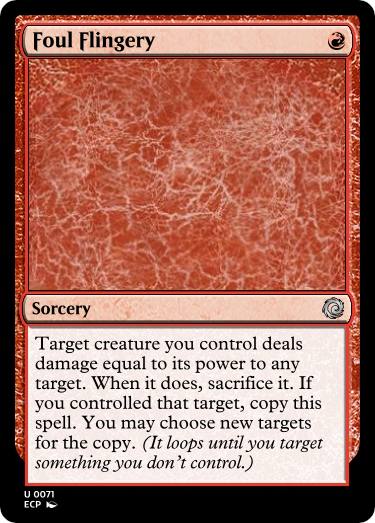 Foul Flingery
Sorcery
Target creature you control deals
damage equal to its power to any
target. When it does, sacrifice it. If
you controlled that target, copy this
spell. You may choose new targets
for the copy. (It loops until you target
something you don't control.)
U 0071
ECP